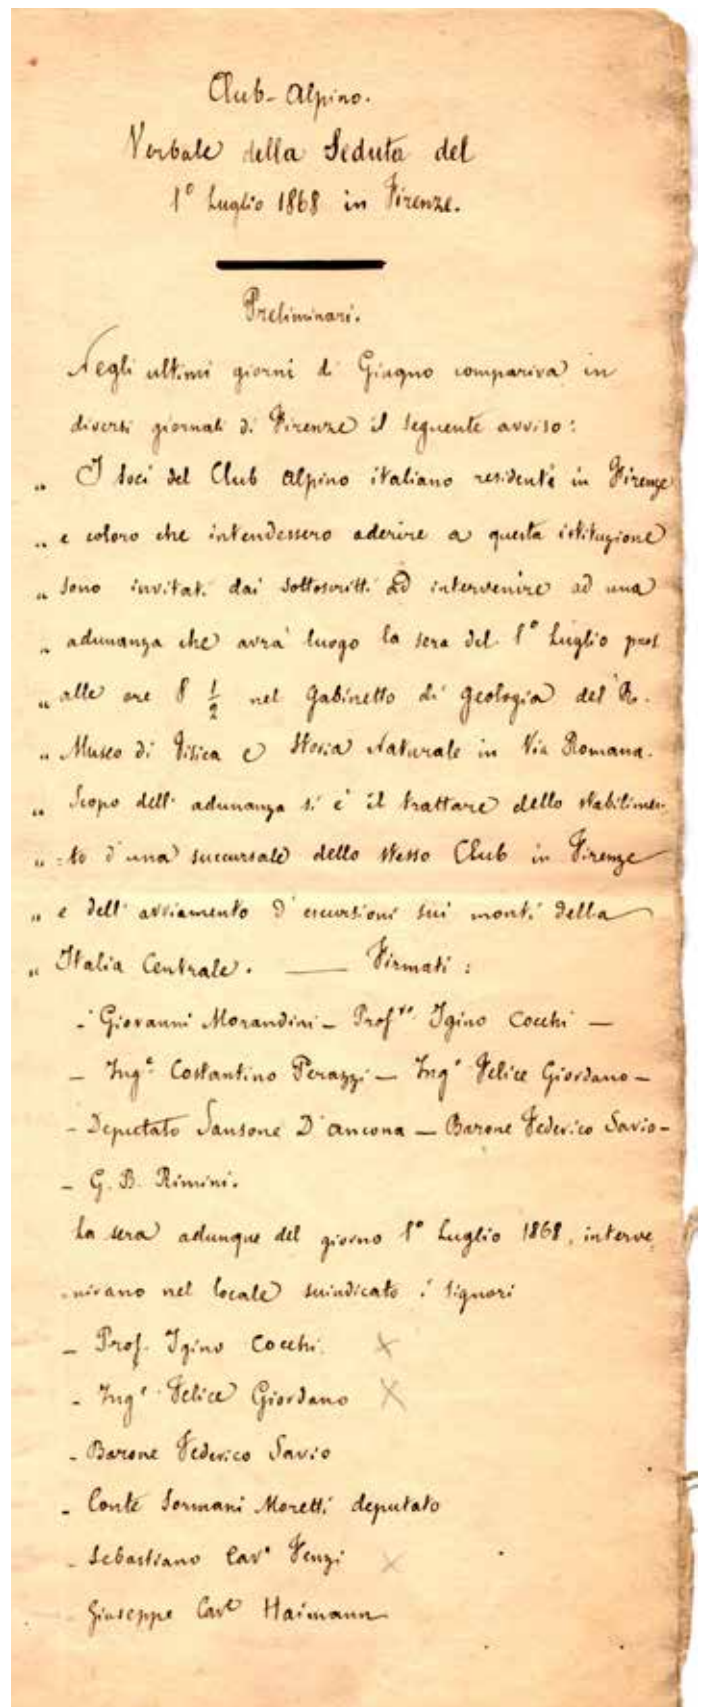 Club-Alpino.
Verbale della Seduta del
1° Luglio 1868 in Firenze.
Preliminari.
Negli ultimi giorni di Giugno compariva in
diversi giornali di Firenze il seguente avviso:
„ I Soci del Club Alpino italiano residenti in Firenze
„ e coloro che intendessero aderire a questa istituzione
„ sono invitati dai sottoscritti ad intervenire ad una
„ adunanza che avrà luogo la sera del 1° Luglio pros
„ alle ore 8 1/2 nel Gabinetto di Geologia del R.
„ Museo di Fisica e Storia Naturale in Via Romana.
„ Scopo dell' adunanza si è il trattare dello stabilimen-
„ =to d'una succursale dello stesso Club in Firenze
„ e dell' avviamento d'escursioni sui monti della
„ Italia Centrale. — Firmati:
- Giovanni Morandini - Prof.re Igino Cocchi -
- Ing.e Costantino Perazzi - Ing.e Felice Giordano -
- Deputato Sansone D'Ancona - Barone Federico Savio -
- G. B. Rimini.
La sera adunque del giorno 1° Luglio 1868, interve
-nivano nel locale suindicato i signori
- Prof. Igino Cocchi. X
- Ing.e Felice Giordano X
- Barone Federico Savio
- Conte Sormani Moretti deputato
- Sebastiano Cav.e Fenzi X
- Giuseppe Cav.e Haimann